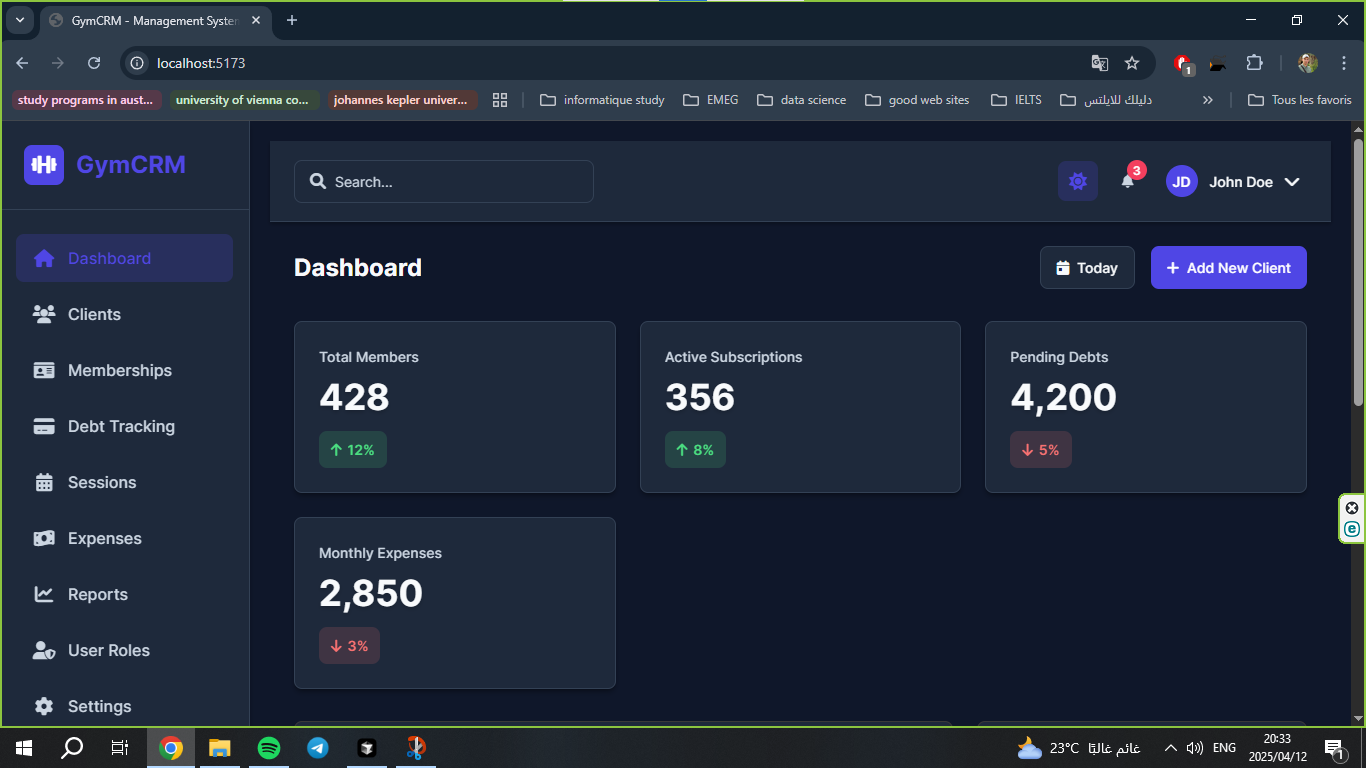 GymCRM - Management System
localhost:5173
1
study programs in aust...
university of vienna co...
johannes kepler univer...
informatique study
EMEG
data science
good web sites
IELTS
دليلك للايلتس
Tous les favoris
GymCRM
Search...
3
JD
John Doe
Dashboard
Clients
Memberships
Debt Tracking
Sessions
Expenses
Reports
User Roles
Settings
Dashboard
Today
+ Add New Client
Total Members
428
↑ 12%
Active Subscriptions
356
↑ 8%
Pending Debts
4,200
↓ 5%
Monthly Expenses
2,850
↓ 3%
e
23°C غائم غالبًا
ENG
20:33
2025/04/12
1